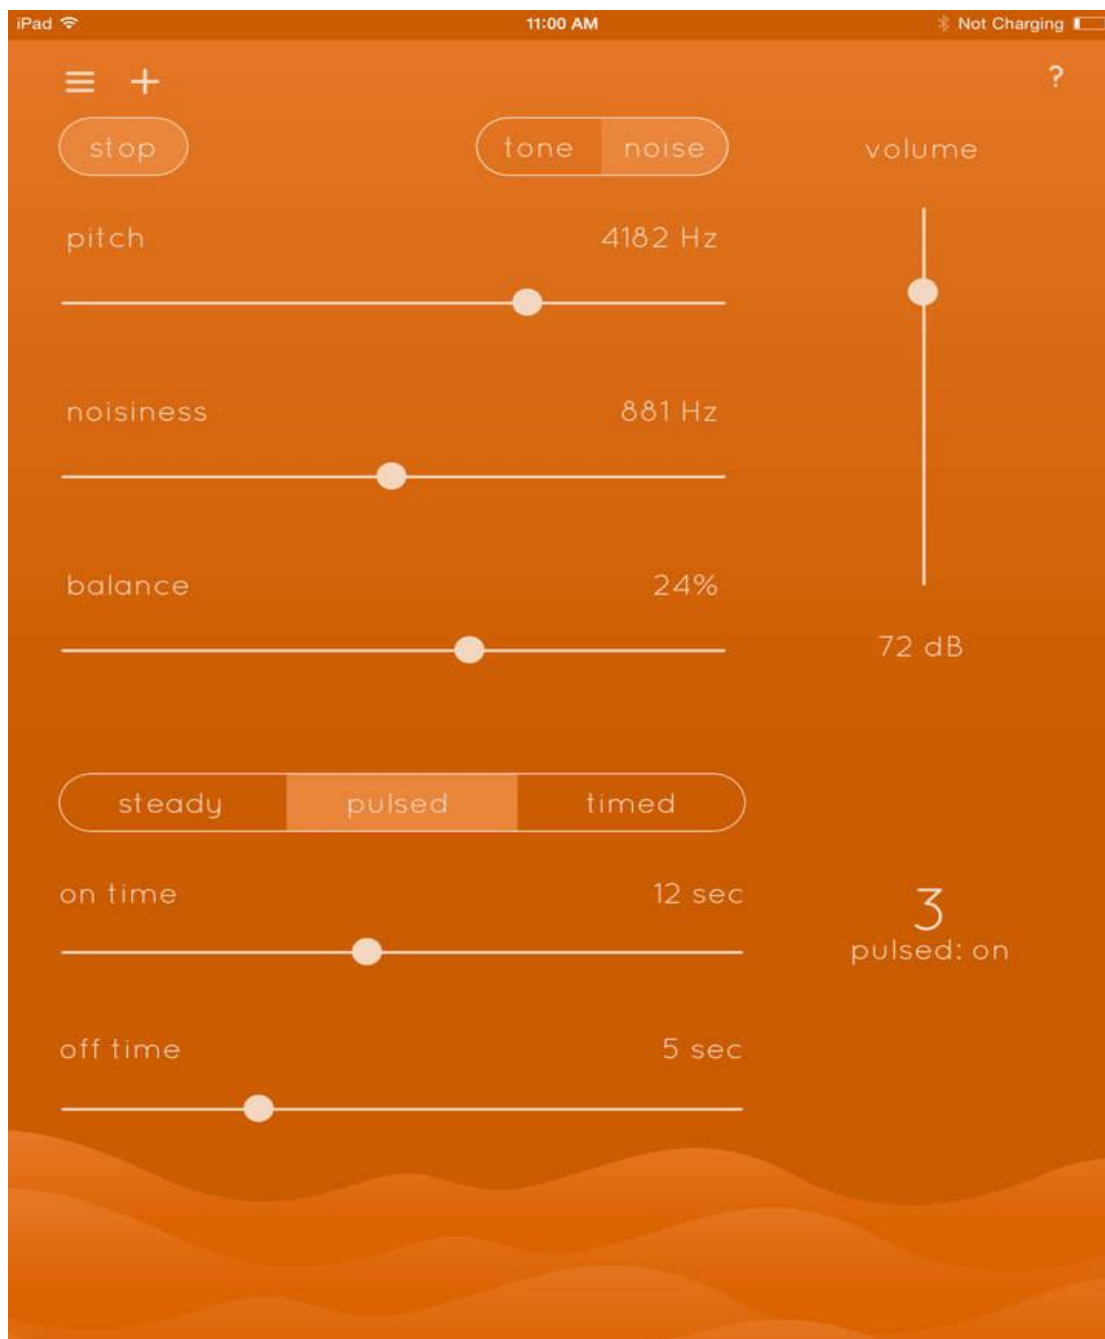 iPad 11:00 AM Not Charging
?
stop tone noise volume
pitch 4182 Hz
noisiness 881 Hz
balance 24%
72 dB
steady pulsed timed
on time 12 sec
3
pulsed: on
off time 5 sec